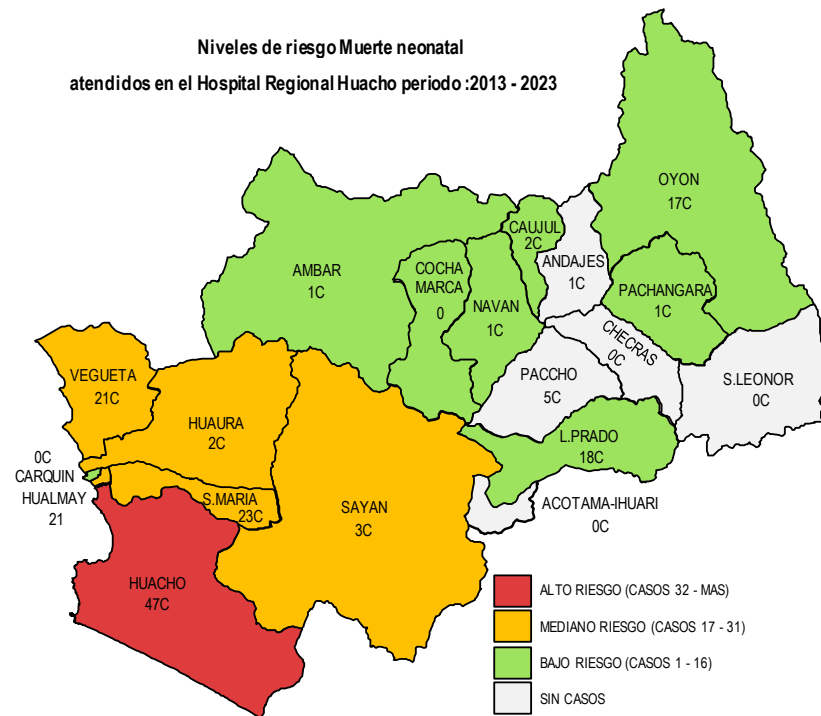 Niveles de riesgo Muerte neonatal
atendidos en el Hospital Regional Huacho periodo :2013 - 2023
OYON
17C
CAUJUL
2C
ANDAJES
1C
AMBAR
1C
COCHA
MARCA
0
NAVAN
1C
PACHANGARA
1C
CHECRAS
0C
VEGUETA
21C
PACCHO
5C
S.LEONOR
0C
HUAURA
2C
L.PRADO
18C
0C
CARQUIN
HUALMAY
21
S.MARIA
23C
SAYAN
3C
ACOTAMA-IHUARI
0C
HUACHO
47C
ALTO RIESGO (CASOS 32 - MAS)
MEDIANO RIESGO (CASOS 17 - 31)
BAJO RIESGO (CASOS 1 - 16)
SIN CASOS